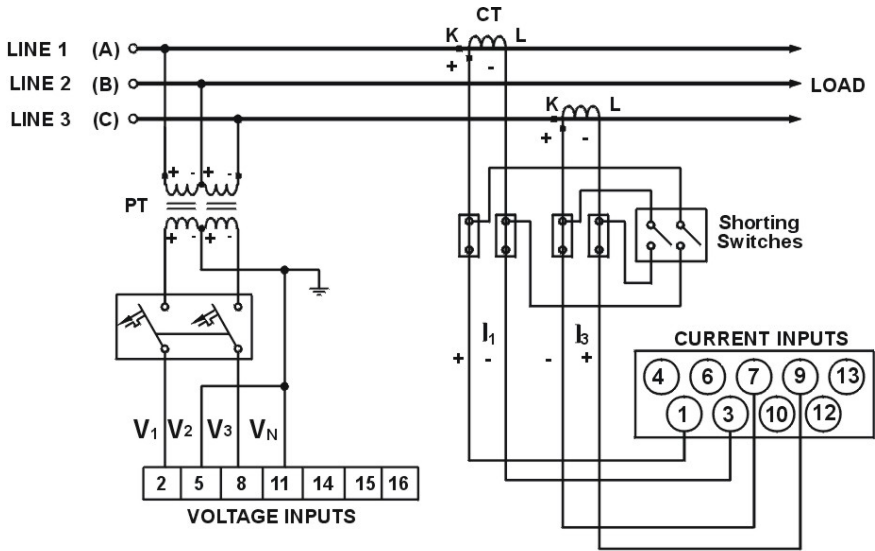 CT
K L
LINE 1 (A)
+ -
LINE 2 (B)
LOAD
K L
LINE 3 (C)
+ -
+ - + -
PT
+ +
Shorting
Switches
I1 I3
+ - - +
CURRENT INPUTS
4 6 7 9 13
1 3 10 12
V1 V2 V3 VN
2 5 8 11 14 15 16
VOLTAGE INPUTS